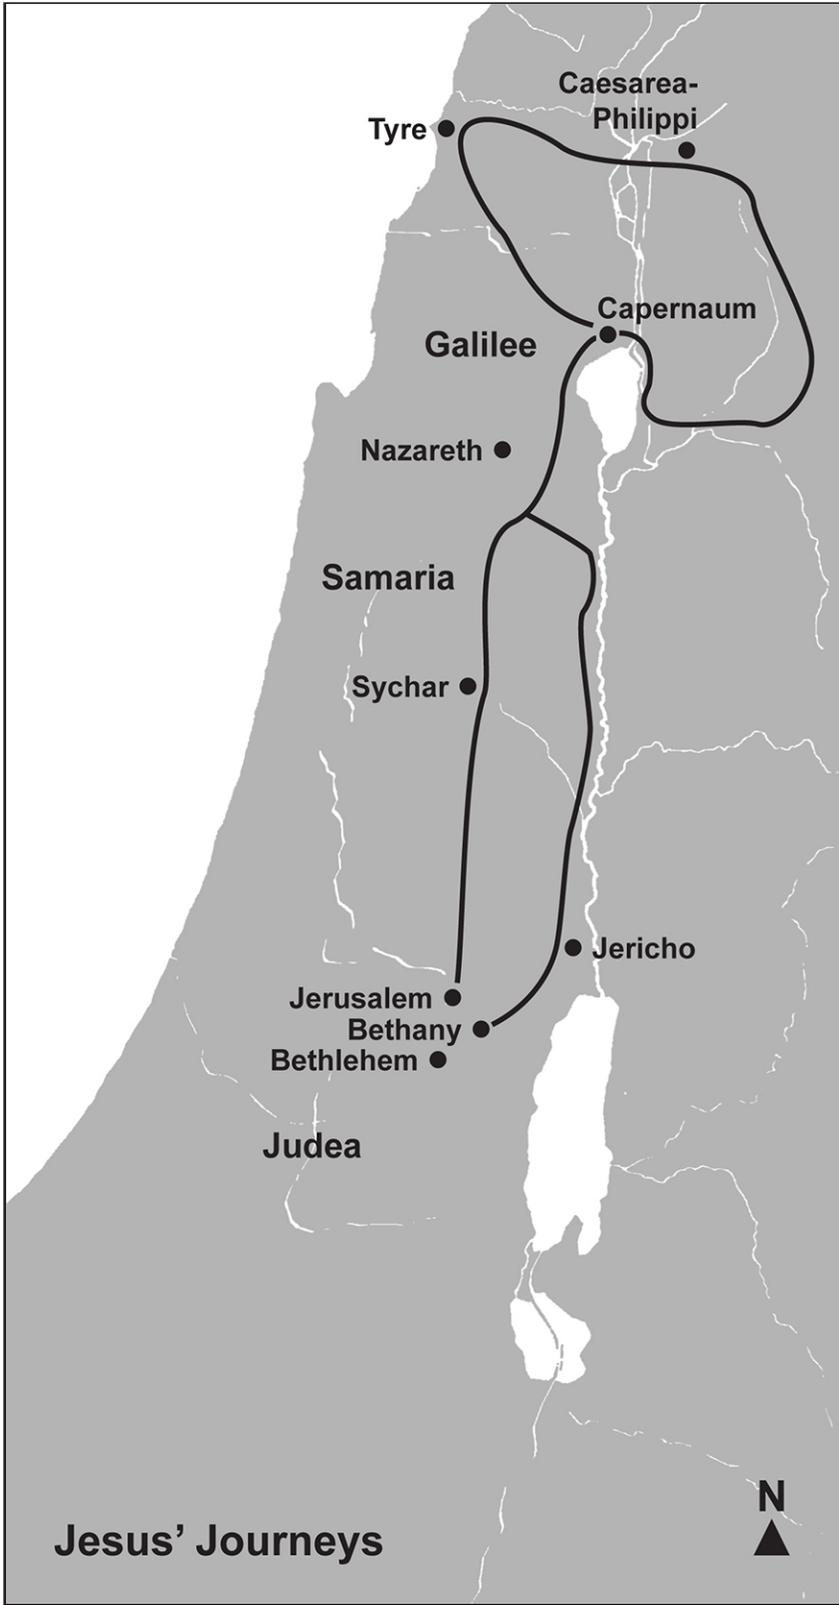 Caesarea-
Philippi
Tyre
Capernaum
Galilee
Nazareth
Samaria
Sychar
Jericho
Jerusalem
Bethany
Bethlehem
Judea
N
Jesus’ Journeys